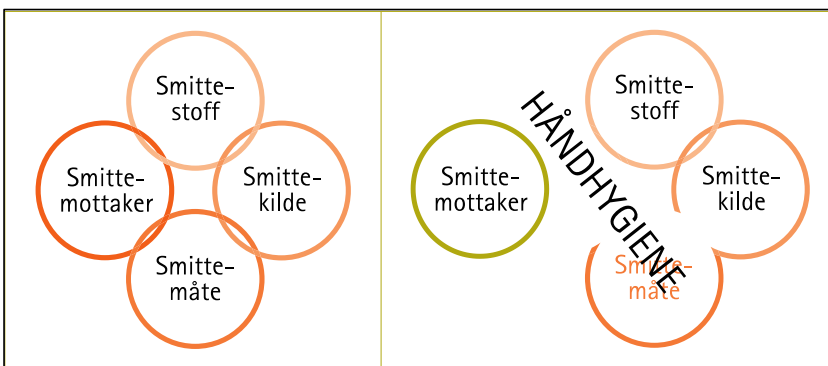 Smitte-
stoff
Smitte-
mottaker
Smitte-
kilde
Smitte-
måte
Smitte-
stoff
HÅNDHYGIENE
Smitte-
mottaker
Smitte-
kilde
Smitte-
måte